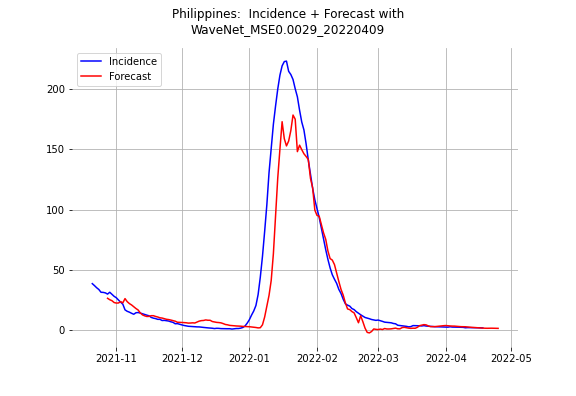 Philippines:  Incidence + Forecast with
WaveNet_MSE0.0029_20220409
Incidence
Forecast
200
150
100
50
0
2021-11 2021-12 2022-01 2022-02 2022-03 2022-04 2022-05